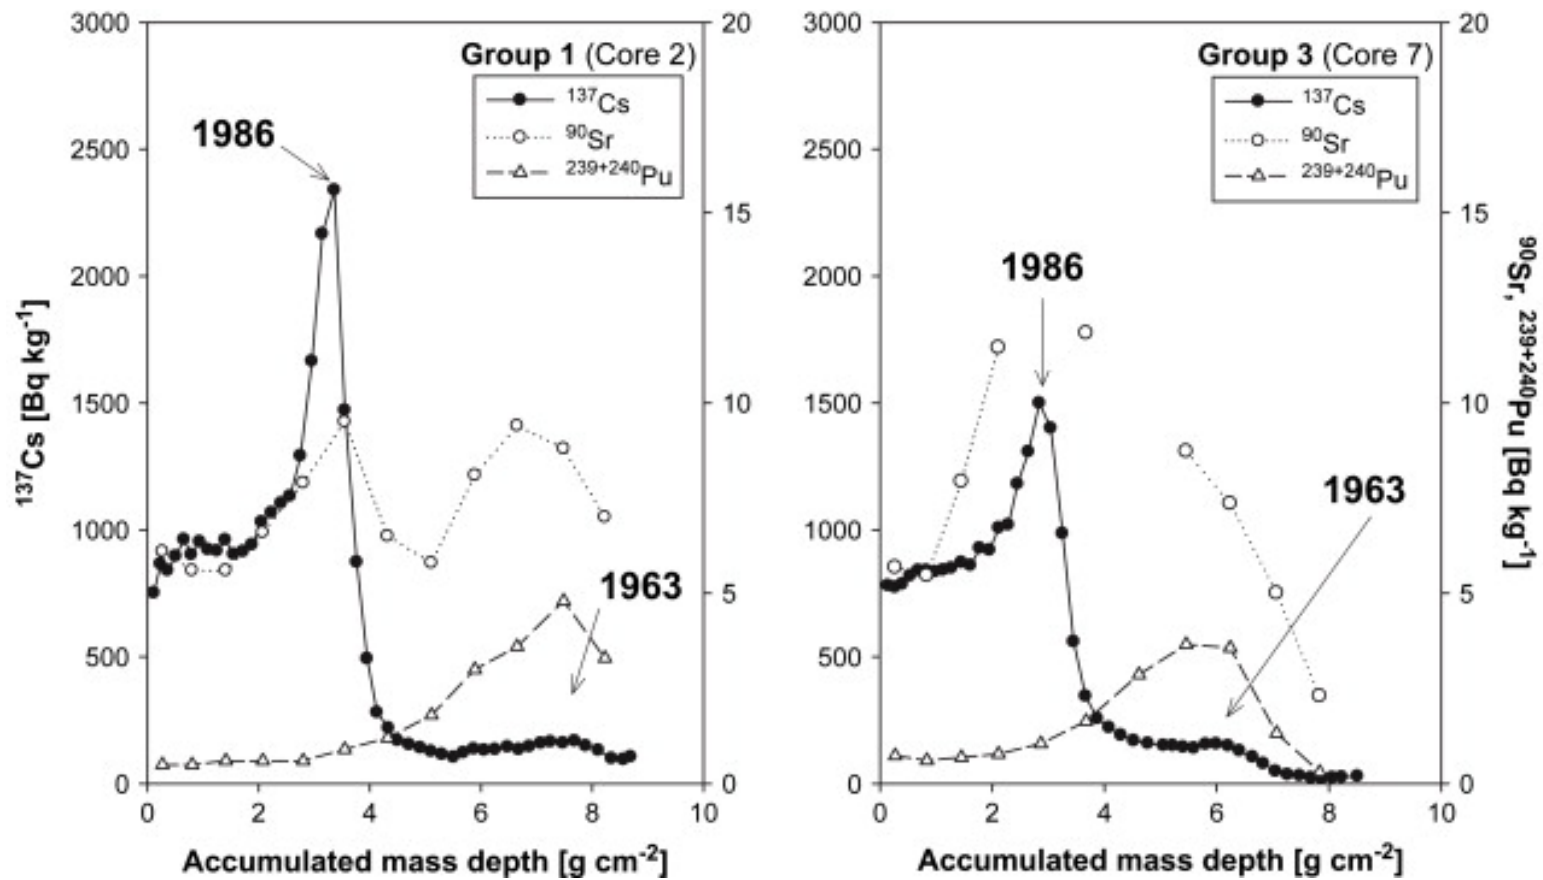 3000
2500
2000
1500
1000
500
0
¹³⁷Cs [Bq kg⁻¹]
20
15
10
5
0
0 2 4 6 8 10
Accumulated mass depth [g cm⁻²]
Group 1 (Core 2)
¹³⁷Cs
⁹⁰Sr
²³⁹⁺²⁴⁰Pu
1986
1963
3000
2500
2000
1500
1000
500
0
20
15
10
5
0
⁹⁰Sr, ²³⁹⁺²⁴⁰Pu [Bq kg⁻¹]
0 2 4 6 8 10
Accumulated mass depth [g cm⁻²]
Group 3 (Core 7)
¹³⁷Cs
⁹⁰Sr
²³⁹⁺²⁴⁰Pu
1986
1963